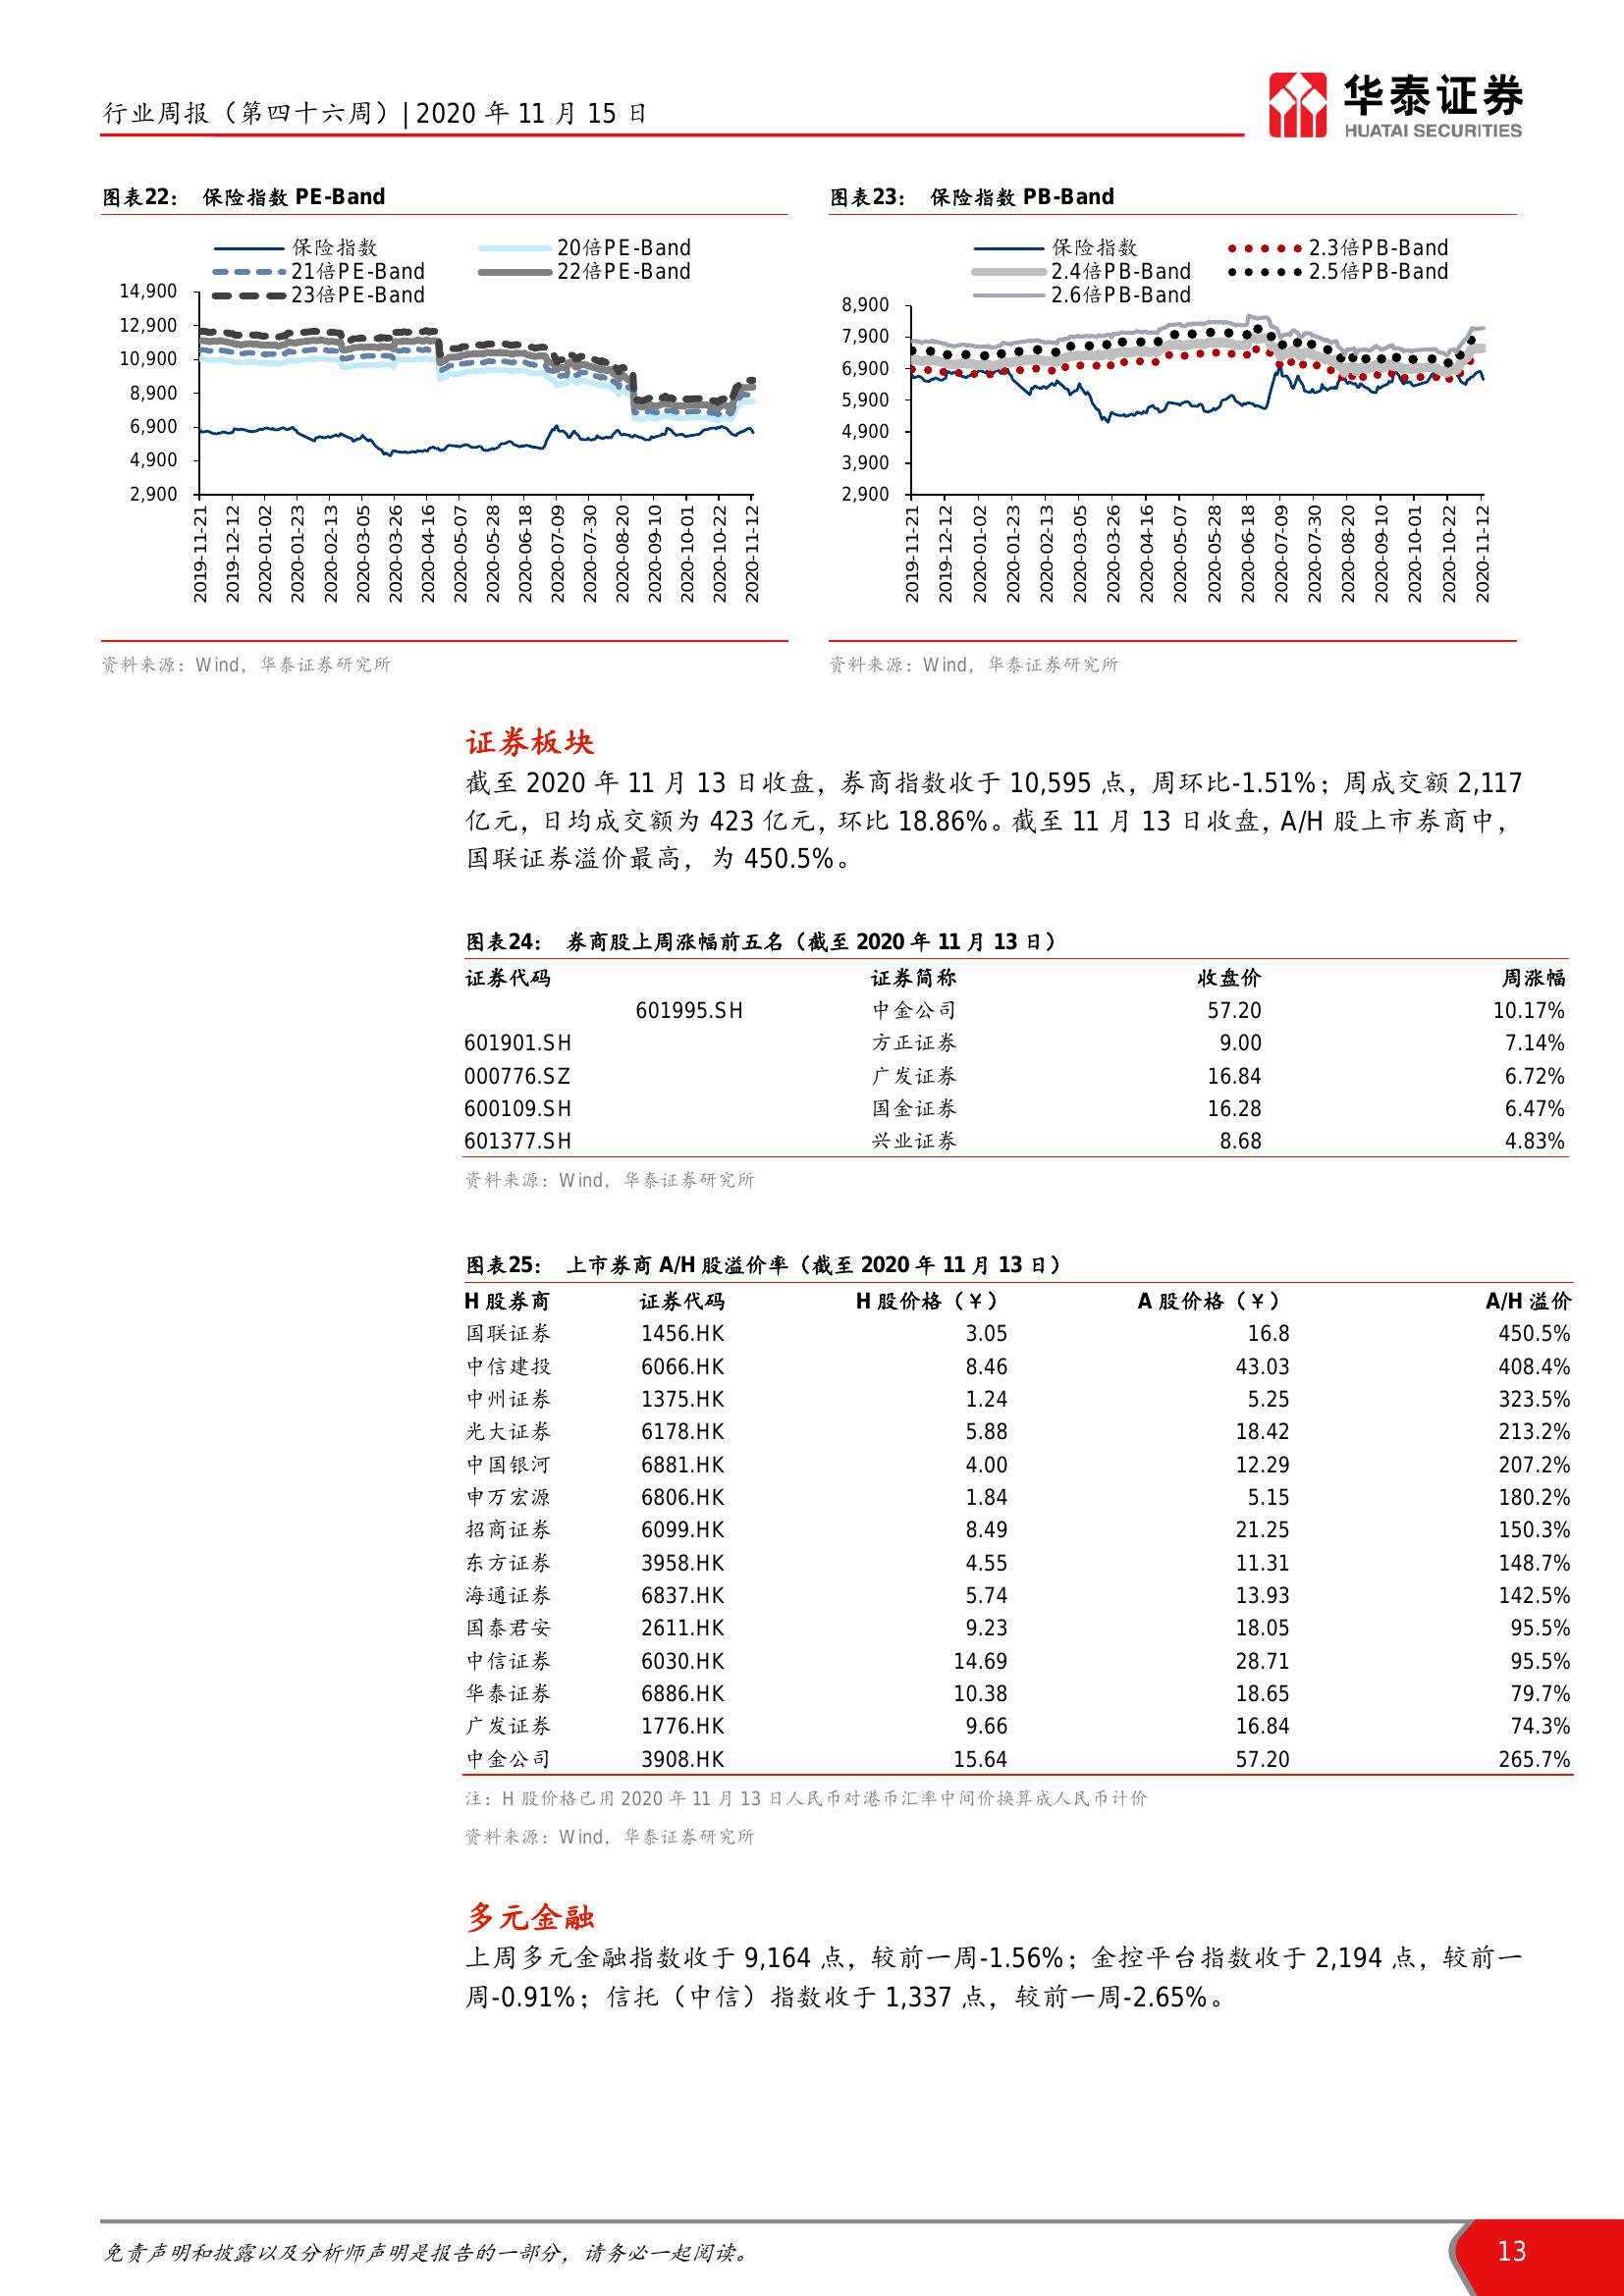 行业周报（第四十六周）| 2020 年 11 月 15 日
华泰证券
HUATAI SECURITIES
图表22： 保险指数 PE-Band
保险指数
20倍PE-Band
21倍PE-Band
22倍PE-Band
23倍PE-Band
14,900
12,900
10,900
8,900
6,900
4,900
2,900
2019-11-21
2019-12-12
2020-01-02
2020-01-23
2020-02-13
2020-03-05
2020-03-26
2020-04-16
2020-05-07
2020-05-28
2020-06-18
2020-07-09
2020-07-30
2020-08-20
2020-09-10
2020-10-01
2020-10-22
2020-11-12
资料来源：Wind，华泰证券研究所
图表23： 保险指数 PB-Band
保险指数
2.3倍PB-Band
2.4倍PB-Band
2.5倍PB-Band
2.6倍PB-Band
8,900
7,900
6,900
5,900
4,900
3,900
2,900
2019-11-21
2019-12-12
2020-01-02
2020-01-23
2020-02-13
2020-03-05
2020-03-26
2020-04-16
2020-05-07
2020-05-28
2020-06-18
2020-07-09
2020-07-30
2020-08-20
2020-09-10
2020-10-01
2020-10-22
2020-11-12
资料来源：Wind，华泰证券研究所
证券板块
截至 2020 年 11 月 13 日收盘，券商指数收于 10,595 点，周环比-1.51%；周成交额 2,117
亿元，日均成交额为 423 亿元，环比 18.86%。截至 11 月 13 日收盘，A/H 股上市券商中，
国联证券溢价最高，为 450.5%。
图表24： 券商股上周涨幅前五名（截至 2020 年 11 月 13 日）
证券代码 证券简称 收盘价 周涨幅
601995.SH 中金公司 57.20 10.17%
601901.SH 方正证券 9.00 7.14%
000776.SZ 广发证券 16.84 6.72%
600109.SH 国金证券 16.28 6.47%
601377.SH 兴业证券 8.68 4.83%
资料来源：Wind，华泰证券研究所
图表25： 上市券商 A/H 股溢价率（截至 2020 年 11 月 13 日）
H 股券商 证券代码 H 股价格（￥） A 股价格（￥） A/H 溢价
国联证券 1456.HK 3.05 16.8 450.5%
中信建投 6066.HK 8.46 43.03 408.4%
中州证券 1375.HK 1.24 5.25 323.5%
光大证券 6178.HK 5.88 18.42 213.2%
中国银河 6881.HK 4.00 12.29 207.2%
申万宏源 6806.HK 1.84 5.15 180.2%
招商证券 6099.HK 8.49 21.25 150.3%
东方证券 3958.HK 4.55 11.31 148.7%
海通证券 6837.HK 5.74 13.93 142.5%
国泰君安 2611.HK 9.23 18.05 95.5%
中信证券 6030.HK 14.69 28.71 95.5%
华泰证券 6886.HK 10.38 18.65 79.7%
广发证券 1776.HK 9.66 16.84 74.3%
中金公司 3908.HK 15.64 57.20 265.7%
注：H 股价格已用 2020 年 11 月 13 日人民币对港币汇率中间价换算成人民币计价
资料来源：Wind，华泰证券研究所
多元金融
上周多元金融指数收于 9,164 点，较前一周-1.56%；金控平台指数收于 2,194 点，较前一
周-0.91%；信托（中信）指数收于 1,337 点，较前一周-2.65%。
免责声明和披露以及分析师声明是报告的一部分，请务必一起阅读。
13